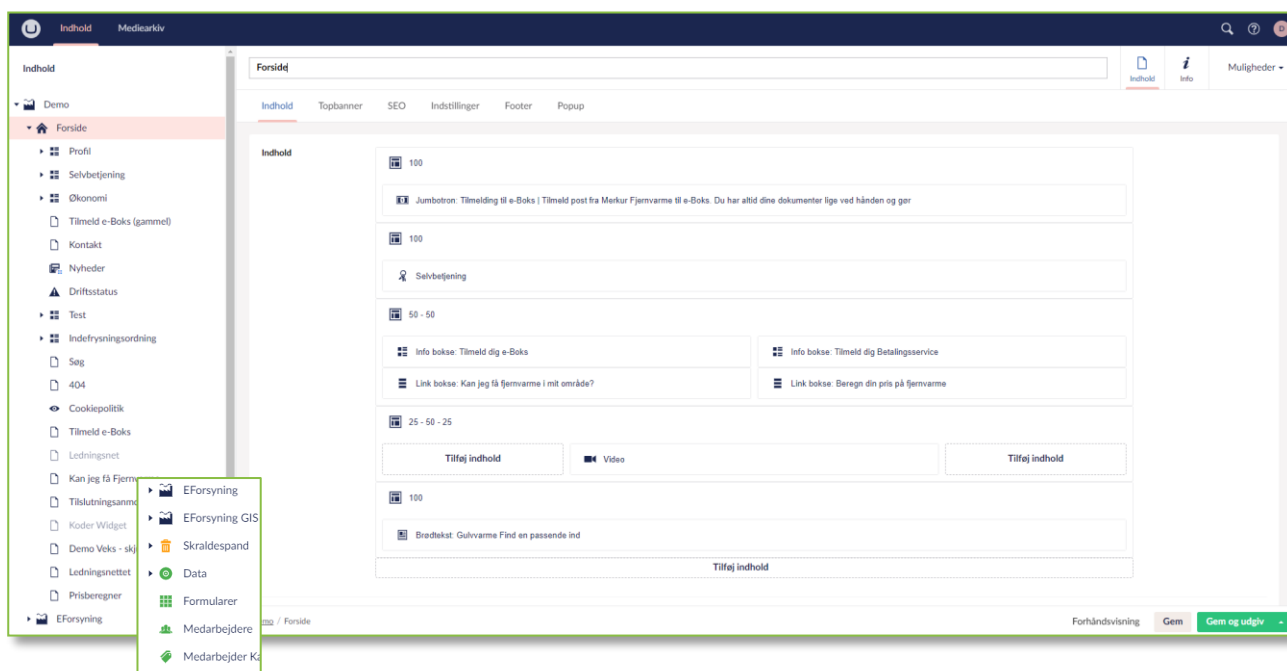 Indhold Mediearkiv
D
Indhold
Demo
Forside
Profil
Selvbetjening
Økonomi
Tilmeld e-Boks (gammel)
Kontakt
Nyheder
Driftsstatus
Test
Indefrysningsordning
Søg
404
Cookiepolitik
Tilmeld e-Boks
Ledningsnet
Kan jeg få Fjernv
Tilslutningsanmo
Koder Widget
Demo Veks - skj
Ledningsnettet
Prisberegner
EForsyning
EForsyning
EForsyning GIS
Skraldespand
Data
Formularer
Medarbejdere
Medarbejder Ka
Forside
Indhold
Info
Muligheder
Indhold Topbanner SEO Indstillinger Footer Popup
Indhold
100
Jumbotron: Tilmelding til e-Boks | Tilmeld post fra Merkur Fjernvarme til e-Boks. Du har altid dine dokumenter lige ved hånden og gør
100
Selvbetjening
50 - 50
Info bokse: Tilmeld dig e-Boks Info bokse: Tilmeld dig Betalingsservice
Link bokse: Kan jeg få fjernvarme i mit område? Link bokse: Beregn din pris på fjernvarme
25 - 50 - 25
Tilføj indhold Video Tilføj indhold
100
Brødtekst: Gulvvarme Find en passende ind
Tilføj indhold
mo / Forside Forhåndsvisning Gem Gem og udgiv